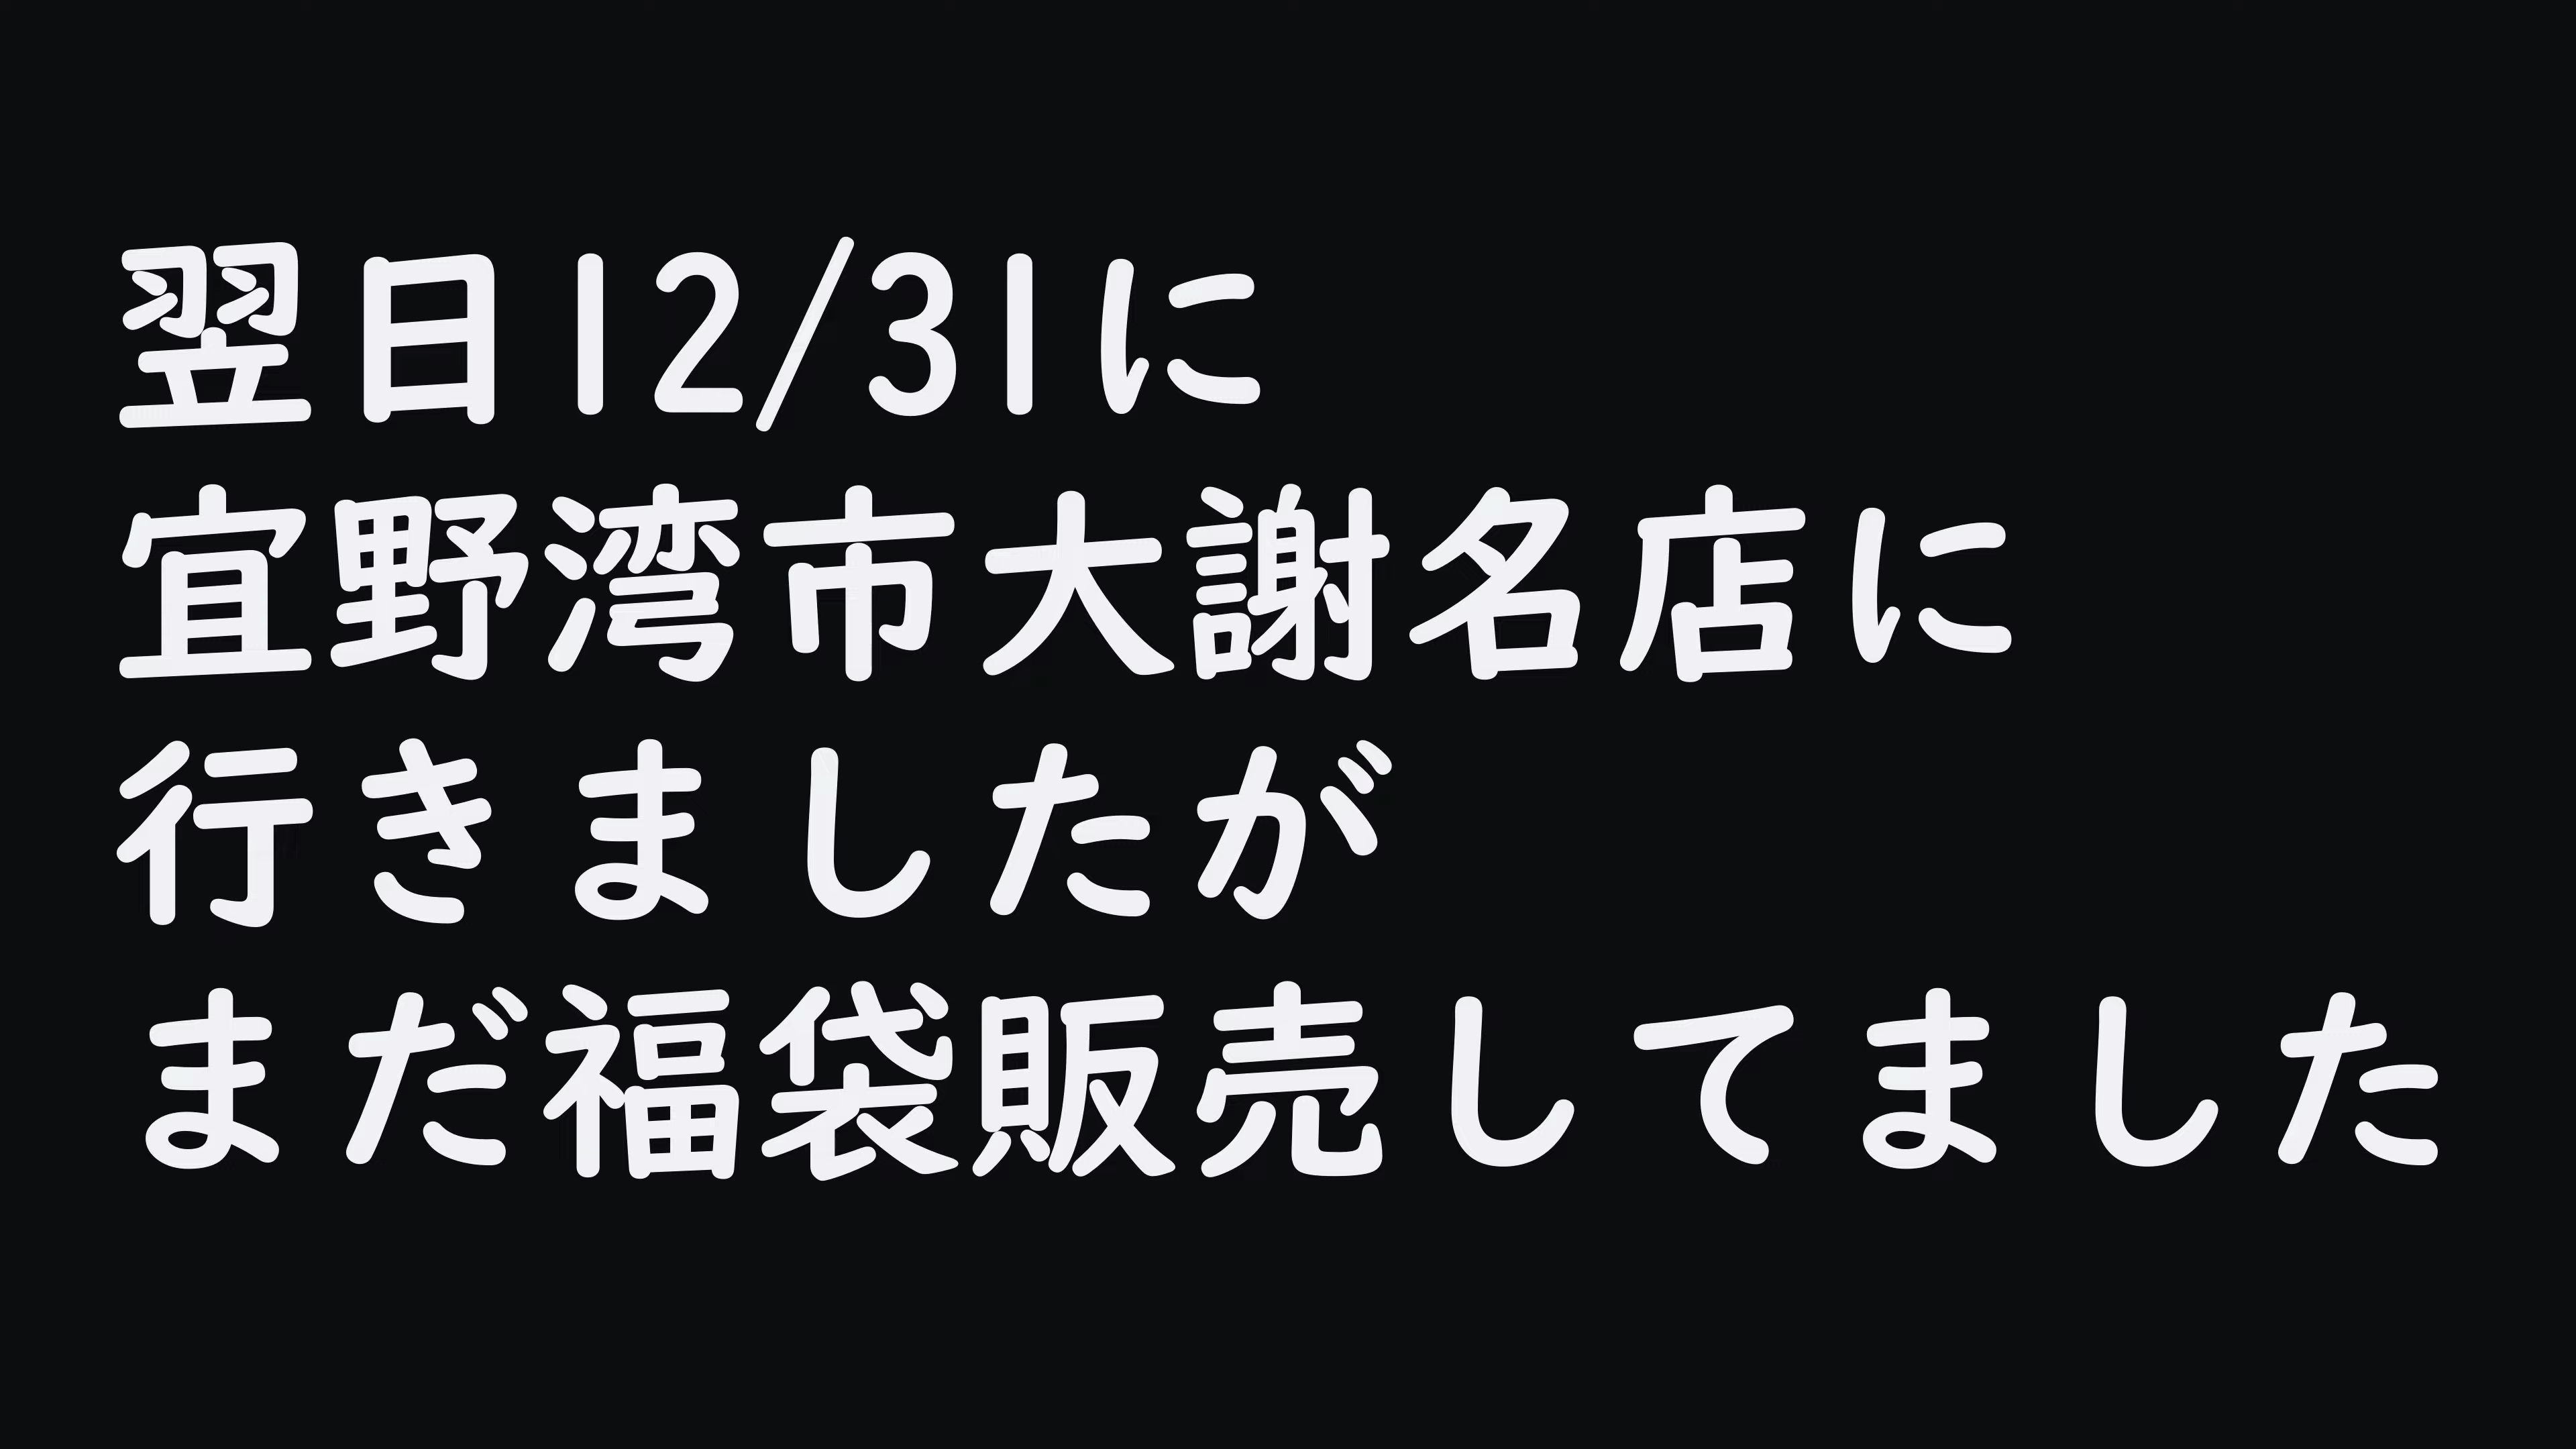 翌日12/31に
宜野湾市大謝名店に
行きましたが
まだ福袋販売してました